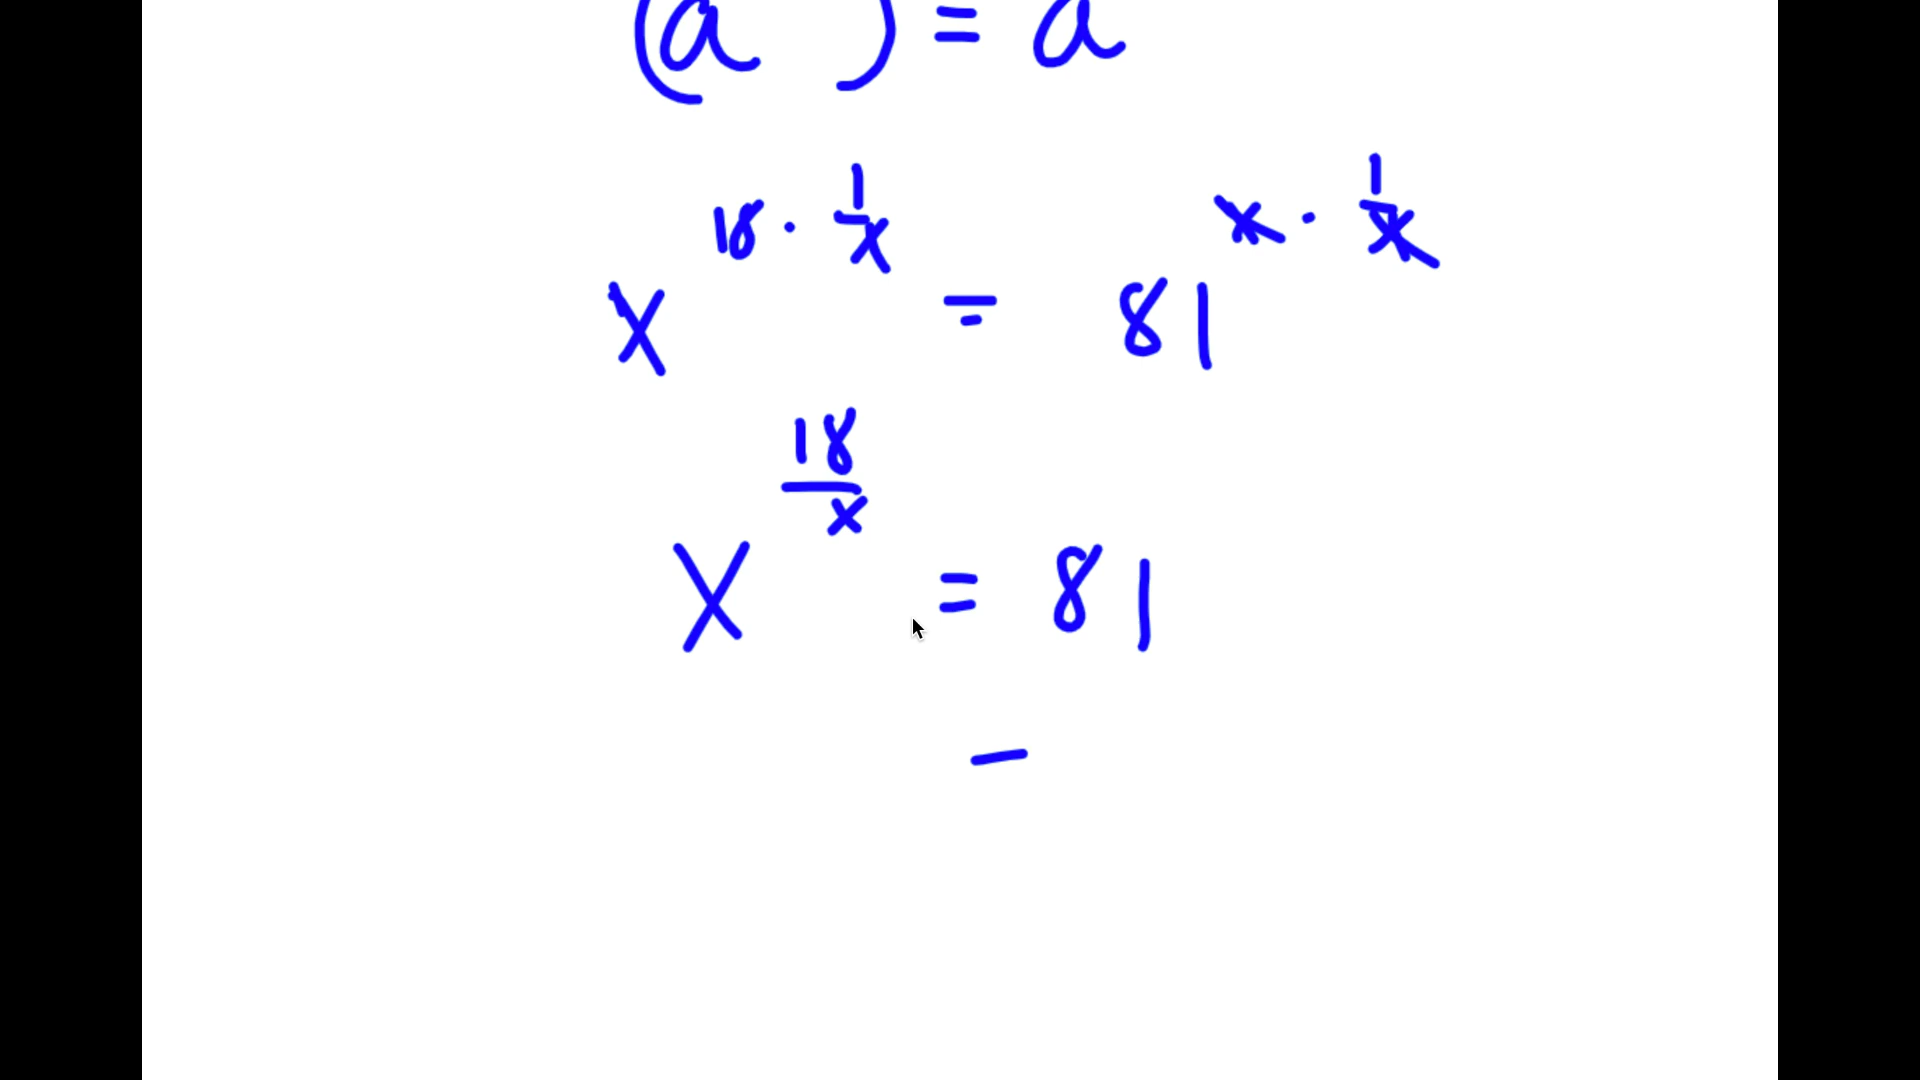 (a ) = a
x^{18 · 1/x} = 81^{x · 1/x}
x^{18/x} = 81
–